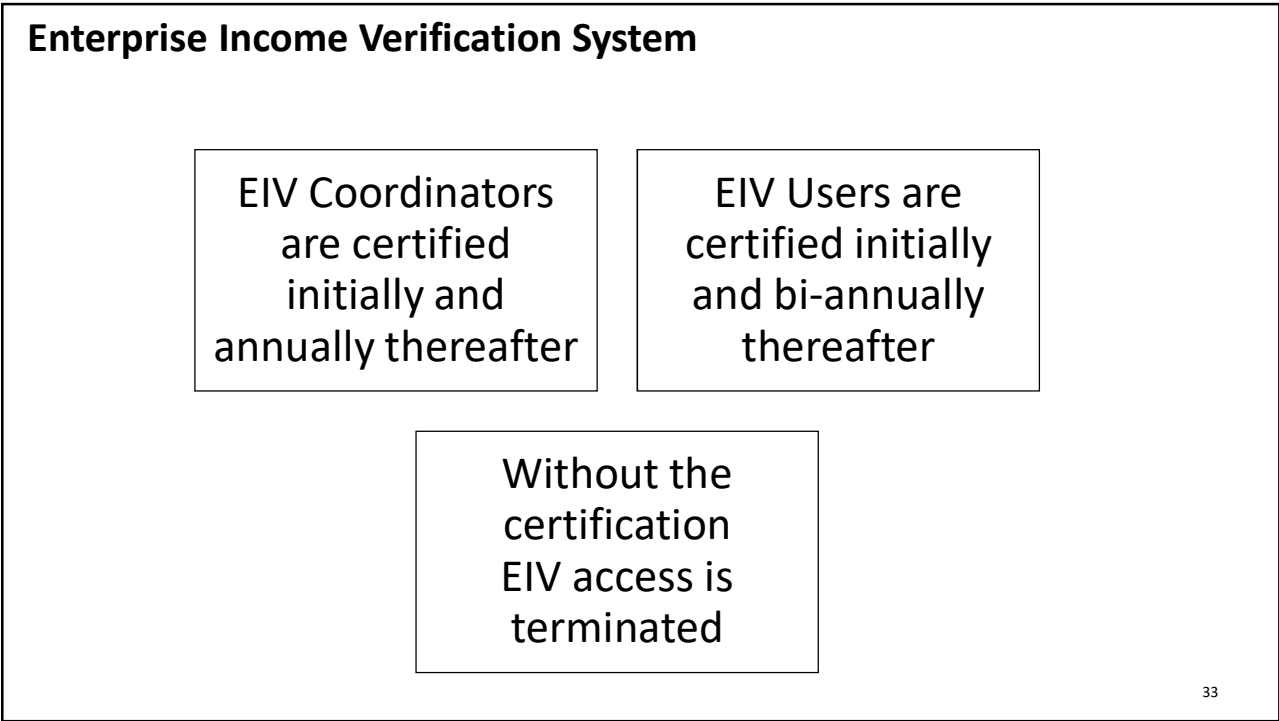 Enterprise Income Verification System
EIV Coordinators
are certified
initially and
annually thereafter
EIV Users are
certified initially
and bi-annually
thereafter
Without the
certification
EIV access is
terminated
33